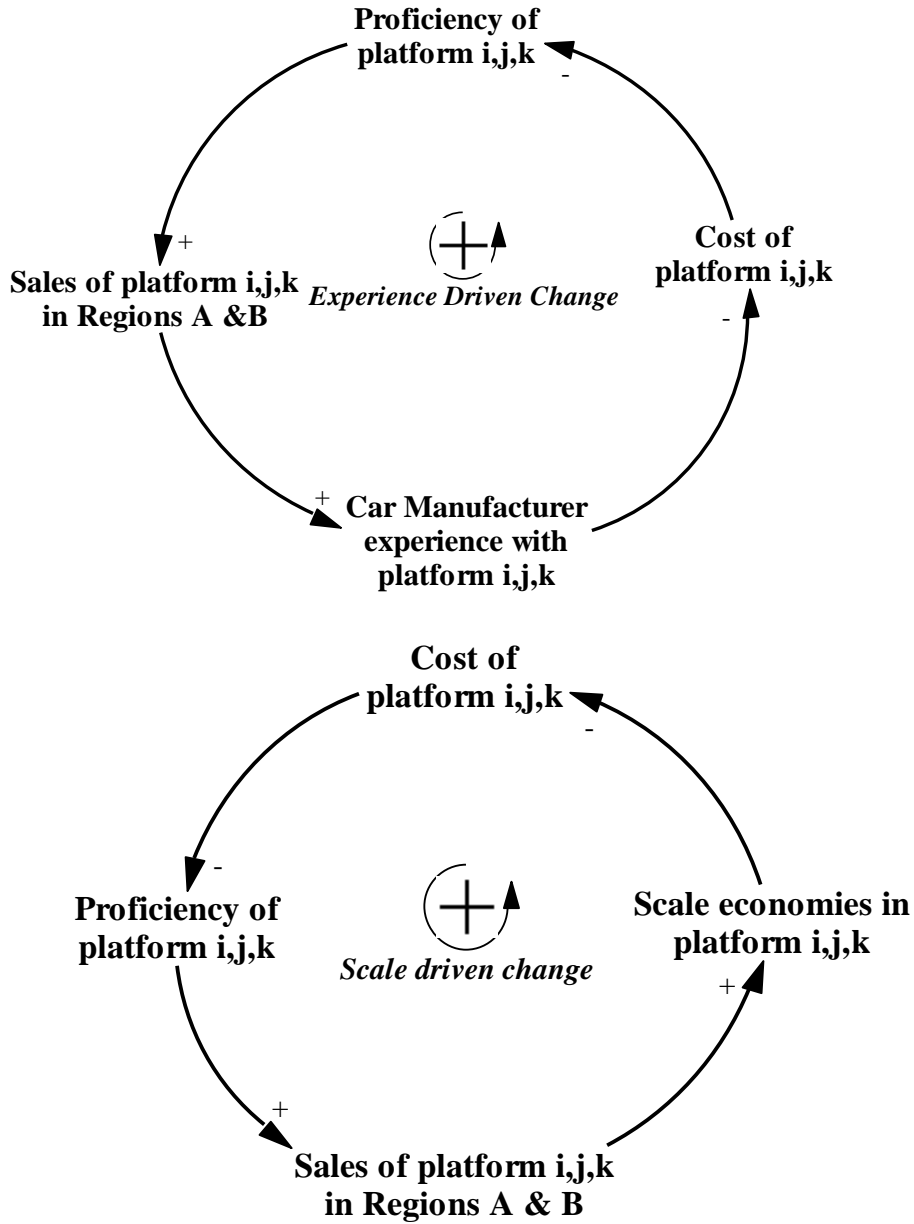 Proficiency of
platform i,j,k
-
+
Sales of platform i,j,k
in Regions A &B
Experience Driven Change
Cost of
platform i,j,k
-
+
Car Manufacturer
experience with
platform i,j,k
Cost of
platform i,j,k
-
-
Proficiency of
platform i,j,k
Scale driven change
Scale economies in
platform i,j,k
+
+
Sales of platform i,j,k
in Regions A & B